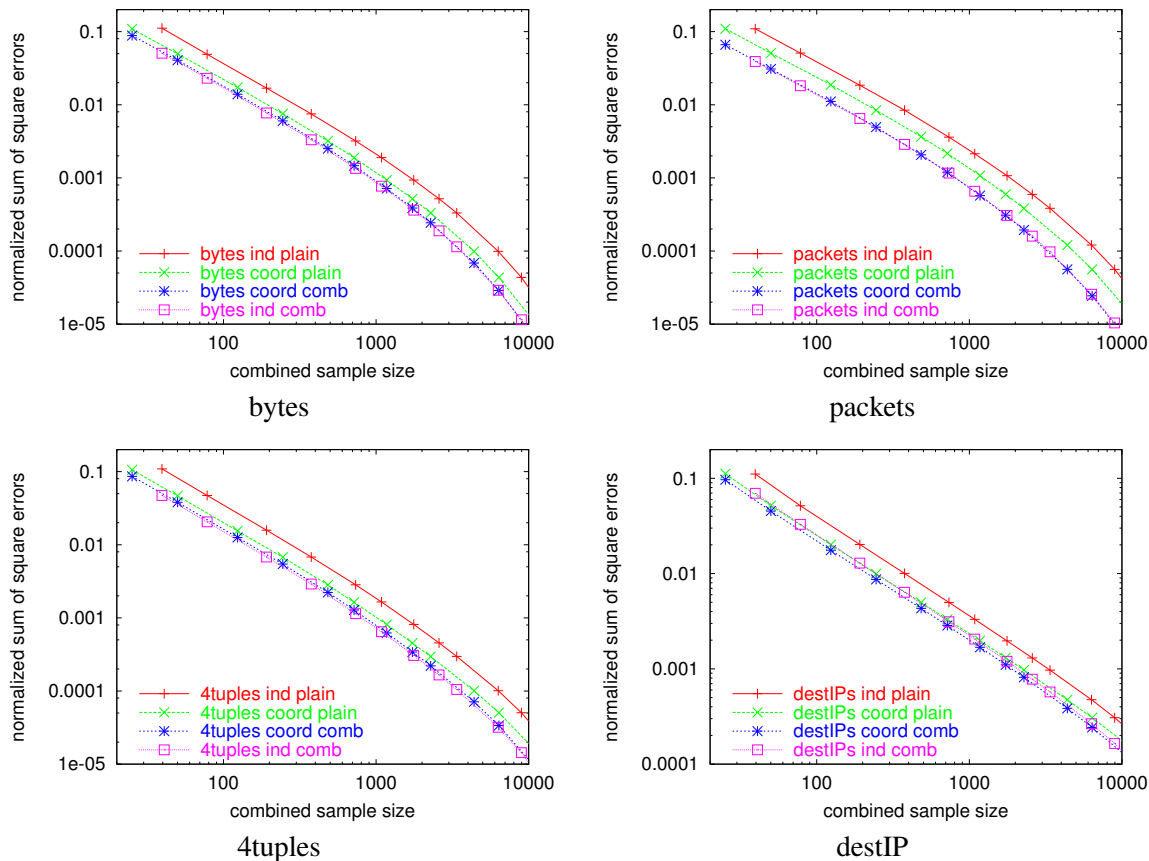 normalized sum of square errors
0.1
0.01
0.001
0.0001
1e-05
bytes ind plain
bytes coord plain
bytes coord comb
bytes ind comb
100 1000 10000
combined sample size
bytes
normalized sum of square errors
0.1
0.01
0.001
0.0001
1e-05
packets ind plain
packets coord plain
packets coord comb
packets ind comb
100 1000 10000
combined sample size
packets
normalized sum of square errors
0.1
0.01
0.001
0.0001
1e-05
4tuples ind plain
4tuples coord plain
4tuples coord comb
4tuples ind comb
100 1000 10000
combined sample size
4tuples
normalized sum of square errors
0.1
0.01
0.001
0.0001
destIPs ind plain
destIPs coord plain
destIPs coord comb
destIPs ind comb
100 1000 10000
combined sample size
destIP